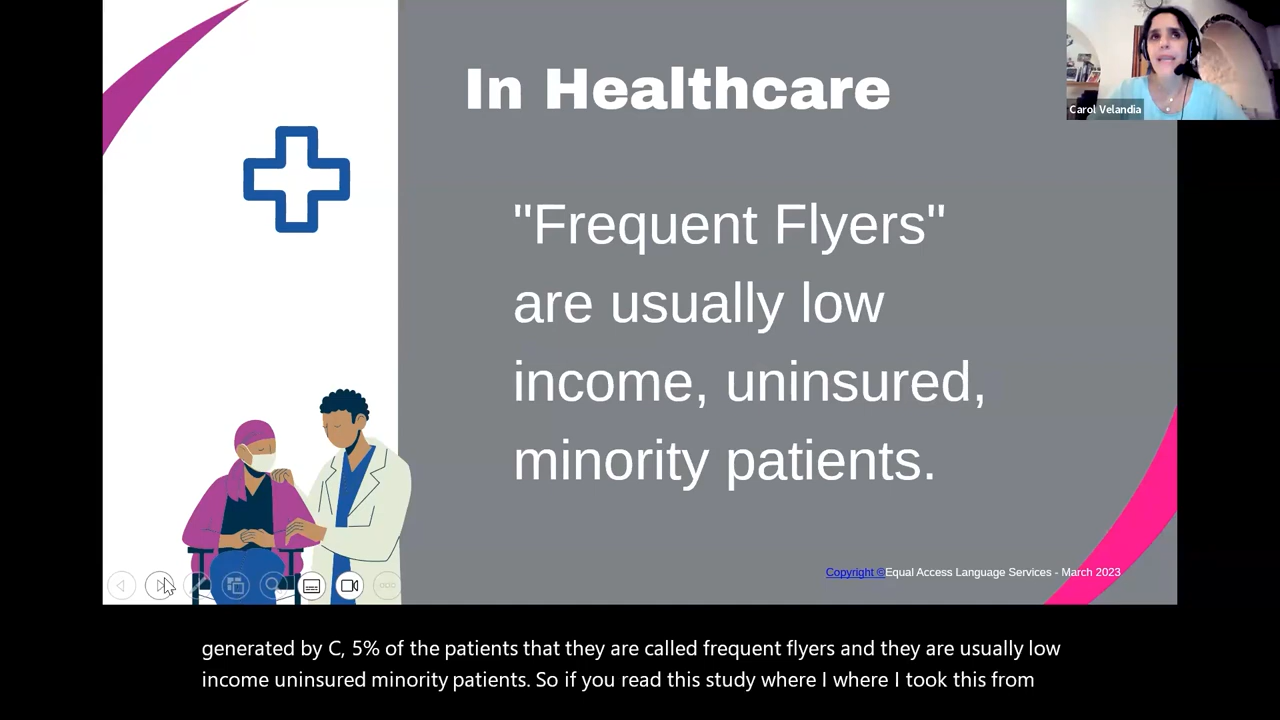 In Healthcare
Carol Velandia
"Frequent Flyers"
are usually low
income, uninsured,
minority patients.
Copyright ©Equal Access Language Services - March 2023
generated by C, 5% of the patients that they are called frequent flyers and they are usually low
income uninsured minority patients. So if you read this study where I where I took this from